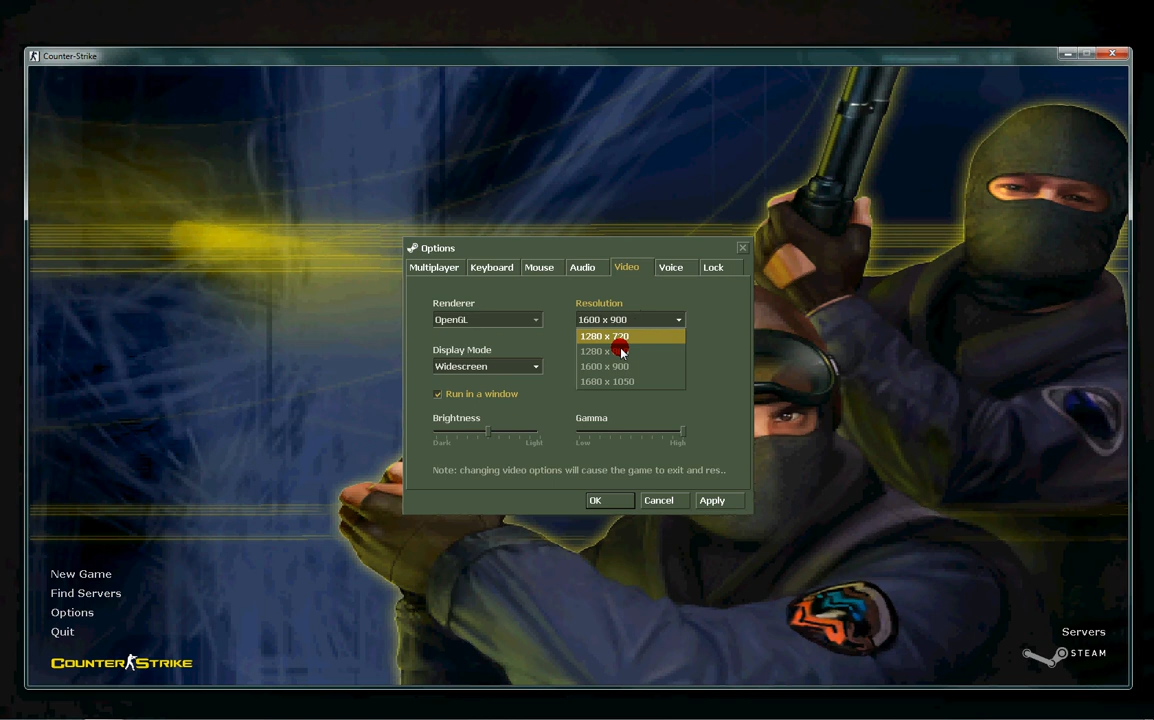 Counter-Strike
Options
Multiplayer Keyboard Mouse Audio Video Voice Lock
Renderer Resolution
OpenGL 1600 x 900
1280 x 720
1280 x
Display Mode
Widescreen 1600 x 900
1680 x 1050
Run in a window
Brightness Gamma
Dark Light Low High
Note: changing video options will cause the game to exit and res..
OK Cancel Apply
New Game
Find Servers
Options
Quit
Servers
COUNTER STRIKE
STEAM